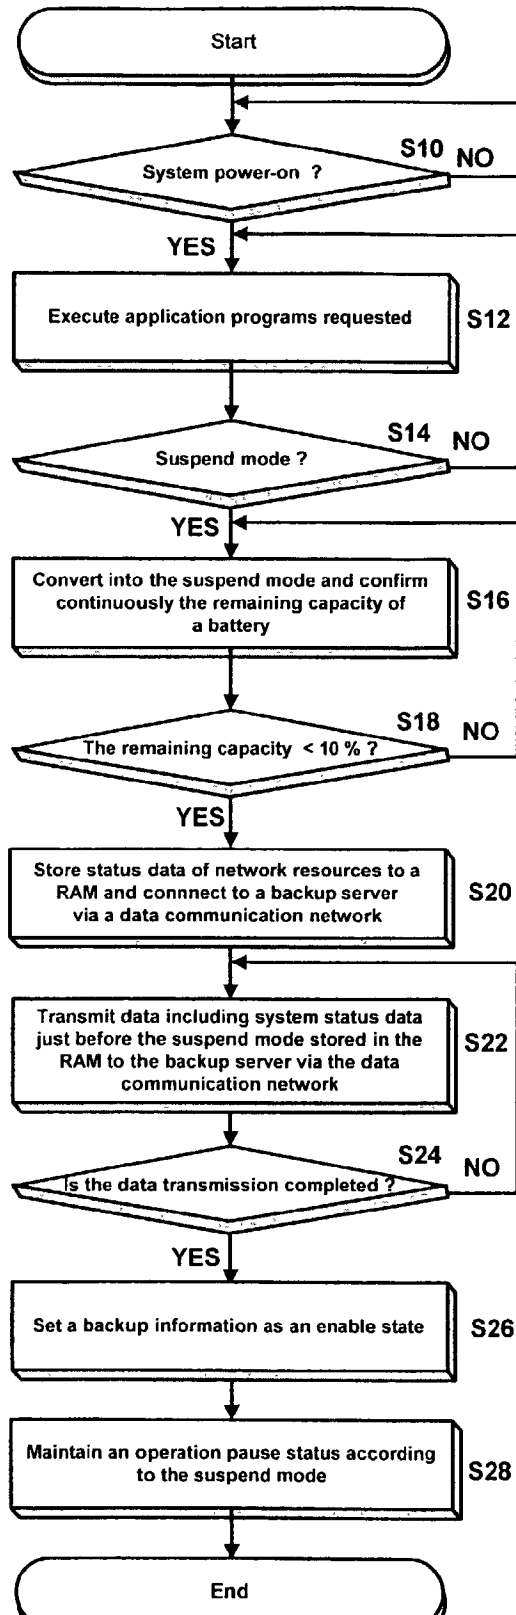 Start
S10
NO
System power-on ?
YES
Execute application programs requested
S12
S14
NO
Suspend mode ?
YES
Convert into the suspend mode and confirm
continuously the remaining capacity of
a battery
S16
S18
NO
The remaining capacity < 10 % ?
YES
Store status data of network resources to a
RAM and connnect to a backup server
via a data communication network
S20
Transmit data including system status data
just before the suspend mode stored in the
RAM to the backup server via the data
communication network
S22
S24
NO
Is the data transmission completed ?
YES
Set a backup information as an enable state
S26
Maintain an operation pause status according
to the suspend mode
S28
End